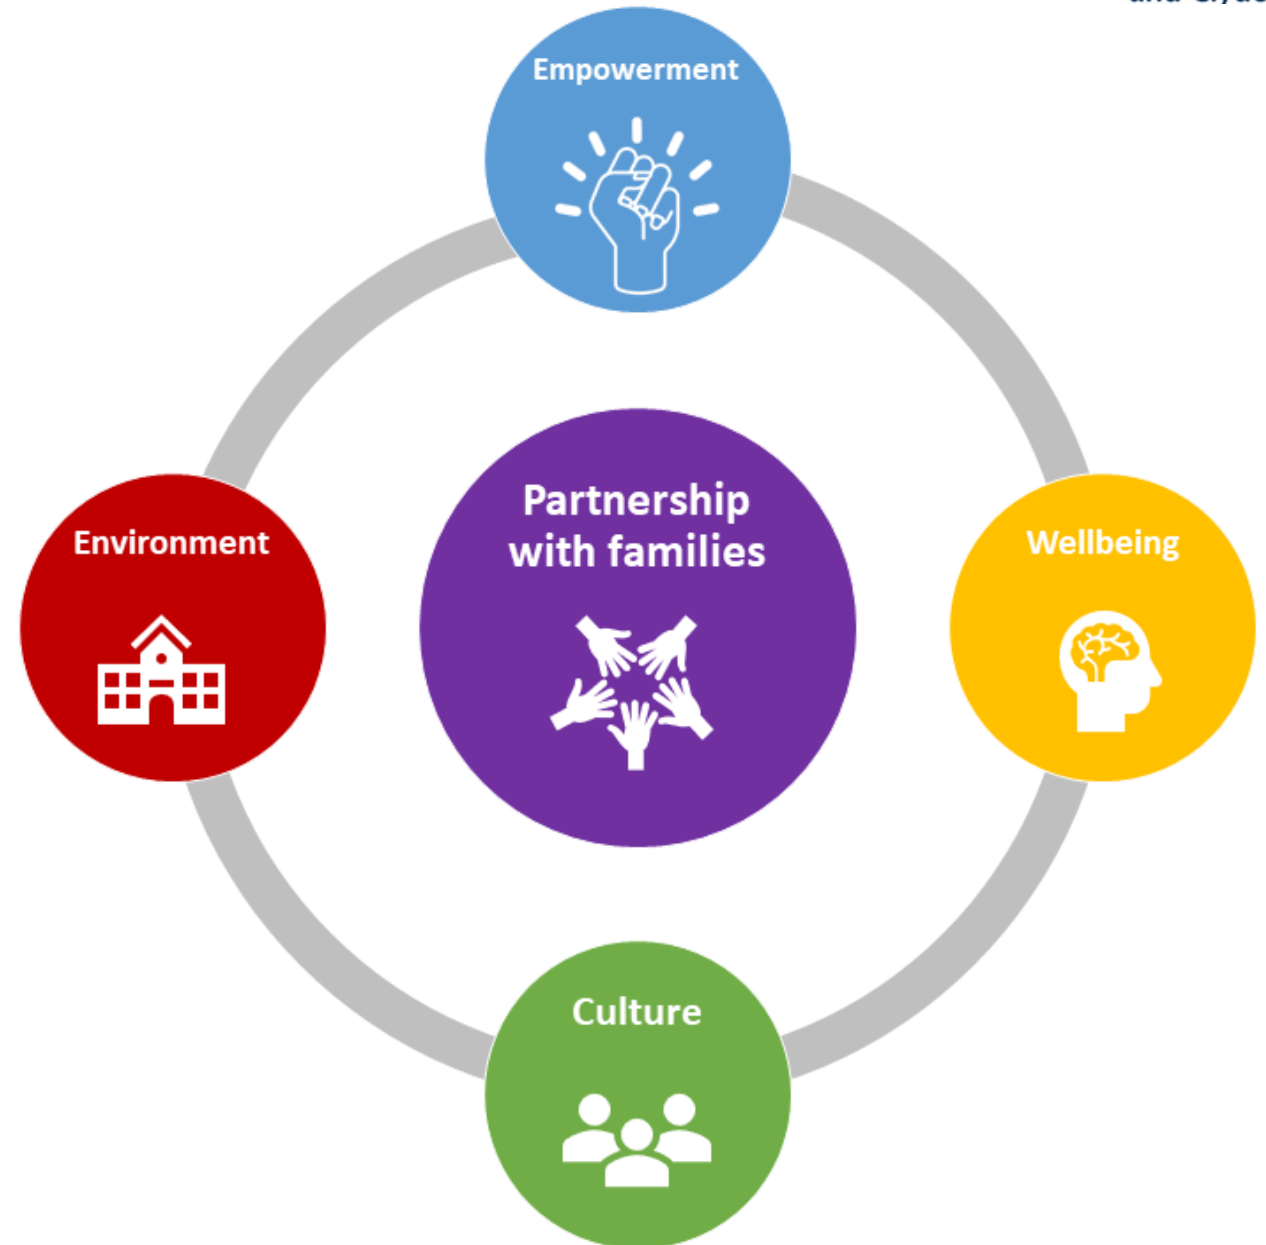 Empowerment
Environment
Partnership
with families
Wellbeing
Culture